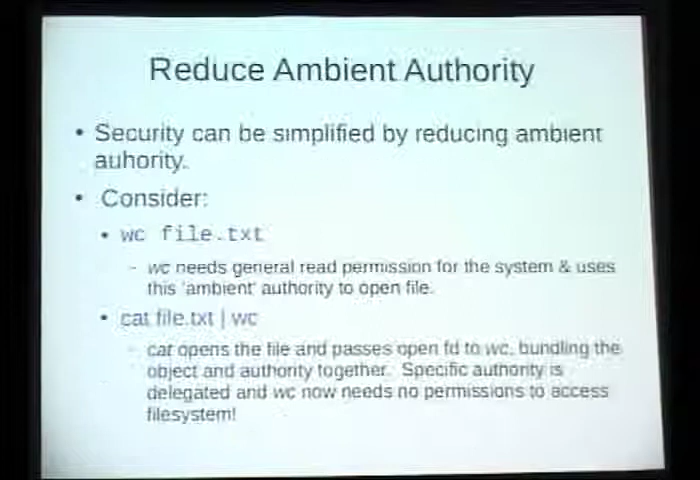 Reduce Ambient Authority
• Security can be simplified by reducing ambient
auhority.
• Consider:
• wc file.txt
- wc needs general read permission for the system & uses
this 'ambient' authority to open file.
• cat file.txt | wc
- cat opens the file and passes open fd to wc, bundling the
object and authority together. Specific authority is
delegated and wc now needs no permissions to access
filesystem!